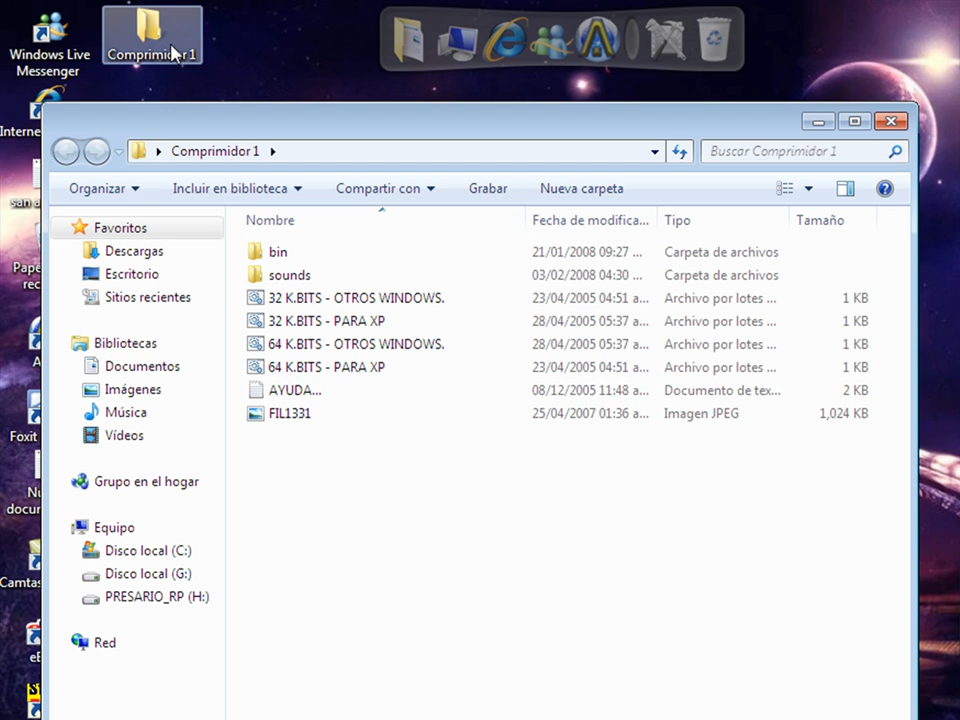 Windows Live
Messenger
Comprimidor 1
Interne
Comprimidor 1
Buscar Comprimidor 1
Organizar
Incluir en biblioteca
Compartir con
Grabar
Nueva carpeta
Nombre
Fecha de modifica...
Tipo
Tamaño
Favoritos
Descargas
Escritorio
Sitios recientes
Bibliotecas
Documentos
Imágenes
Música
Vídeos
Grupo en el hogar
Equipo
Disco local (C:)
Disco local (G:)
PRESARIO_RP (H:)
Red
bin 21/01/2008 09:27 ... Carpeta de archivos
sounds 03/02/2008 04:30 ... Carpeta de archivos
32 K.BITS - OTROS WINDOWS. 23/04/2005 04:51 a... Archivo por lotes ... 1 KB
32 K.BITS - PARA XP 28/04/2005 05:37 a... Archivo por lotes ... 1 KB
64 K.BITS - OTROS WINDOWS. 28/04/2005 05:37 a... Archivo por lotes ... 1 KB
64 K.BITS - PARA XP 23/04/2005 04:51 a... Archivo por lotes ... 1 KB
AYUDA... 08/12/2005 11:48 a... Documento de tex... 2 KB
FIL1331 25/04/2007 01:36 a... Imagen JPEG 1,024 KB
san a
Pape
rec
Foxit
Nu
docur
Camtas